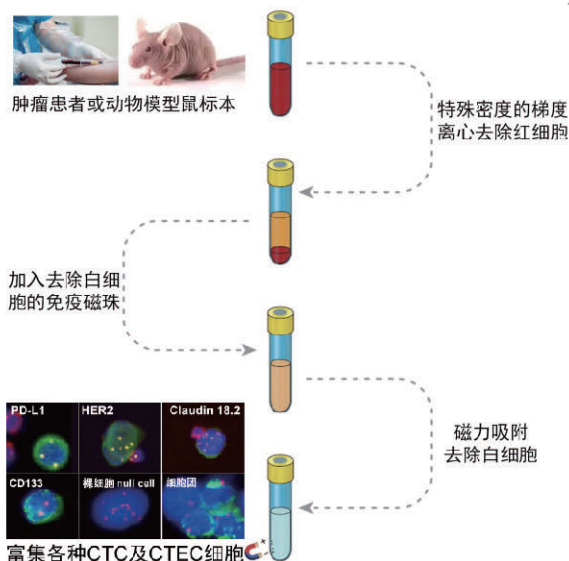 肿瘤患者或动物模型鼠标本
特殊密度的梯度
离心去除红细胞
加入去除白细
胞的免疫磁珠
PD-L1
HER2
Claudin 18.2
CD133
裸细胞 null cell
细胞团
磁力吸附
去除白细胞
富集各种CTC及CTEC细胞